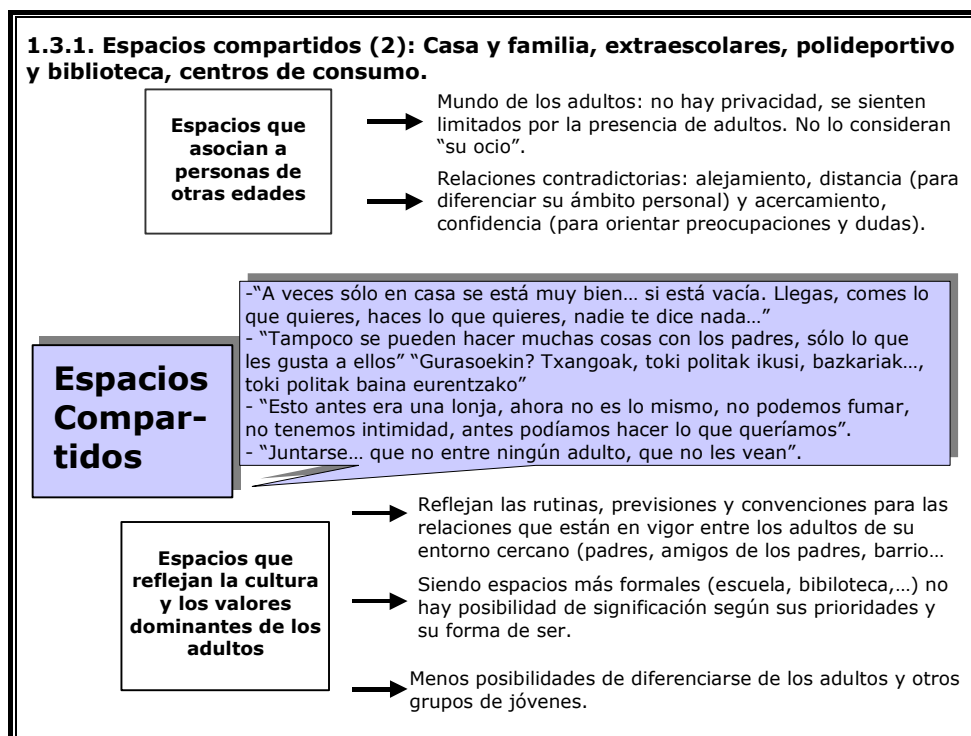 1.3.1. Espacios compartidos (2): Casa y familia, extraescolares, polideportivo
y biblioteca, centros de consumo.
Espacios que
asocian a
personas de
otras edades
Mundo de los adultos: no hay privacidad, se sienten
limitados por la presencia de adultos. No lo consideran
“su ocio”.
Relaciones contradictorias: alejamiento, distancia (para
diferenciar su ámbito personal) y acercamiento,
confidencia (para orientar preocupaciones y dudas).
Espacios
Compar-
tidos
-“A veces sólo en casa se está muy bien… si está vacía. Llegas, comes lo
que quieres, haces lo que quieres, nadie te dice nada…”
- “Tampoco se pueden hacer muchas cosas con los padres, sólo lo que
les gusta a ellos” “Gurasoekin? Txangoak, toki politak ikusi, bazkariak…,
toki politak baina eurentzako”
- “Esto antes era una lonja, ahora no es lo mismo, no podemos fumar,
no tenemos intimidad, antes podíamos hacer lo que queríamos”.
- “Juntarse… que no entre ningún adulto, que no les vean”.
Espacios que
reflejan la cultura
y los valores
dominantes de los
adultos
Reflejan las rutinas, previsiones y convenciones para las
relaciones que están en vigor entre los adultos de su
entorno cercano (padres, amigos de los padres, barrio…
Siendo espacios más formales (escuela, bibiloteca,…) no
hay posibilidad de significación según sus prioridades y
su forma de ser.
Menos posibilidades de diferenciarse de los adultos y otros
grupos de jóvenes.